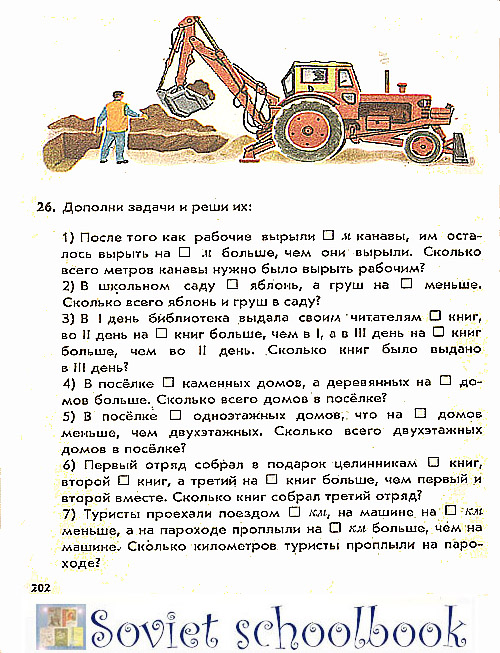 26. Дополни задачи и реши их:
1) После того как рабочие вырыли □ м канавы, им оста-
лось вырыть на □ м больше, чем они вырыли. Сколько
всего метров канавы нужно было вырыть рабочим?
2) В школьном саду □ яблонь, а груш на □ меньше.
Сколько всего яблонь и груш в саду?
3) В I день библиотека выдала своим читателям □ книг,
во II день на □ книг больше, чем в I, а в III день на □ книг
больше, чем во II день. Сколько книг было выдано
в III день?
4) В посёлке □ каменных домов, а деревянных на □ до-
мов больше. Сколько всего домов в посёлке?
5) В посёлке □ одноэтажных домов, что на □ домов
меньше, чем двухэтажных. Сколько всего двухэтажных
домов в посёлке?
6) Первый отряд собрал в подарок целинникам □ книг,
второй □ книг, а третий на □ книг больше, чем первый и
второй вместе. Сколько книг собрал третий отряд?
7) Туристы проехали поездом □ км, на машине на □ км
меньше, а на пароходе проплыли на □ км больше, чем на
машине. Сколько километров туристы проплыли на паро-
ходе?
202
Soviet schoolbook